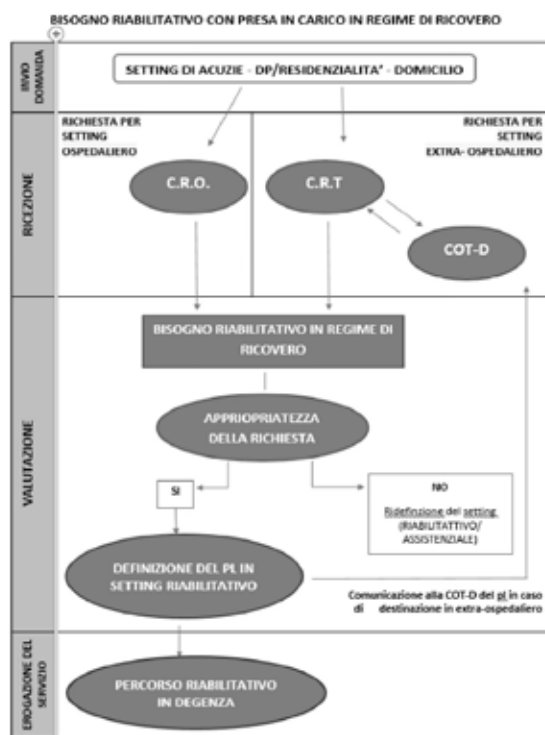 BISOGNO RIABILITATIVO CON PRESA IN CARICO IN REGIME DI RICOVERO
INVIO
DOMANDA
SETTING DI ACUZIE - DP/RESIDENZIALITA' - DOMICILIO
RICEZIONE
RICHIESTA PER
SETTING
OSPEDALIERO
RICHIESTA PER
SETTING
EXTRA- OSPEDALIERO
C.R.O.
C.R.T
COT-D
VALUTAZIONE
BISOGNO RIABILITATIVO IN REGIME DI
RICOVERO
APPRIOPRIATEZZA
DELLA RICHIESTA
SI
NO
Ridefinzione del setting
(RIABILITATTIVO/
ASSISTENZIALE)
DEFINIZIONE DEL PL IN
SETTING RIABILITATIVO
Comunicazione alla COT-D del pl in caso
di destinazione in extra-ospedaliero
EROGAZIONE DEL
SERVIZIO
PERCORSO RIABILITATIVO
IN DEGENZA